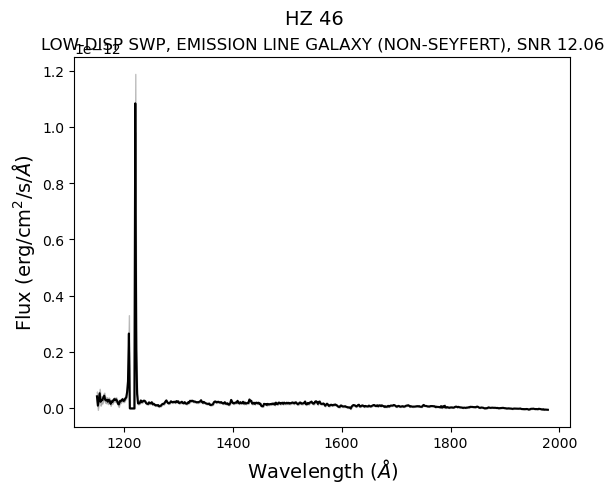 HZ 46
LOW-DISP SWP, EMISSION LINE GALAXY (NON-SEYFERT), SNR 12.06
1e−12
1.2
1.0
0.8
0.6
0.4
0.2
0.0
Flux (erg/cm²/s/Å)
1200 1400 1600 1800 2000
Wavelength (Å)